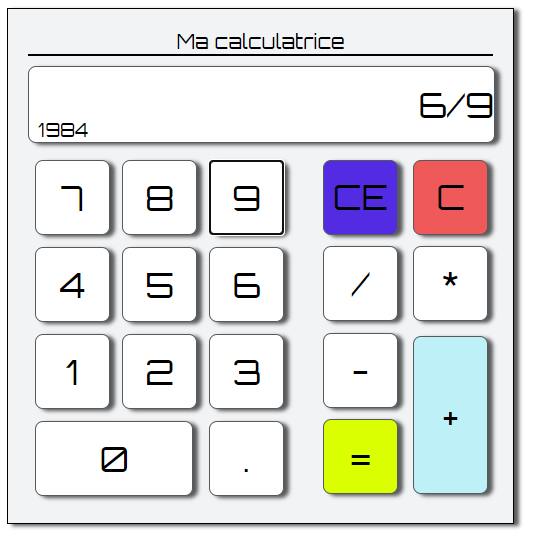 Ma calculatrice
6/9
1984
7 8 9 CE C
4 5 6 / *
1 2 3 -
+
0 . =